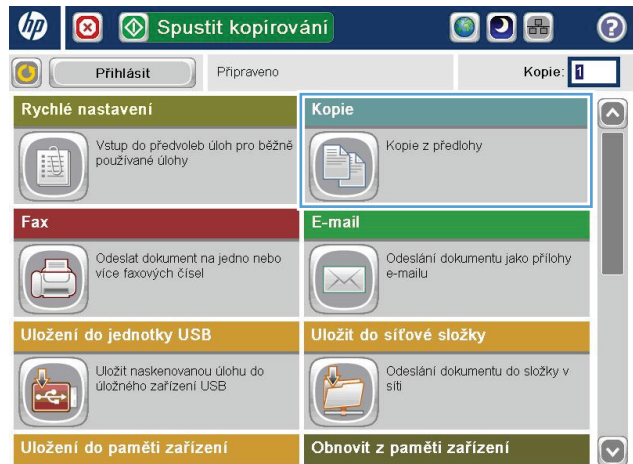 hp
Spustit kopírování
?
Přihlásit
Připraveno
Kopie: 1
Rychlé nastavení
Vstup do předvoleb úloh pro běžně
používané úlohy
Kopie
Kopie z předlohy
Fax
Odeslat dokument na jedno nebo
více faxových čísel
E-mail
Odeslání dokumentu jako přílohy
e-mailu
Uložení do jednotky USB
Uložit naskenovanou úlohu do
úložného zařízení USB
Uložit do síťové složky
Odeslání dokumentu do složky v
síti
Uložení do paměti zařízení
Obnovit z paměti zařízení